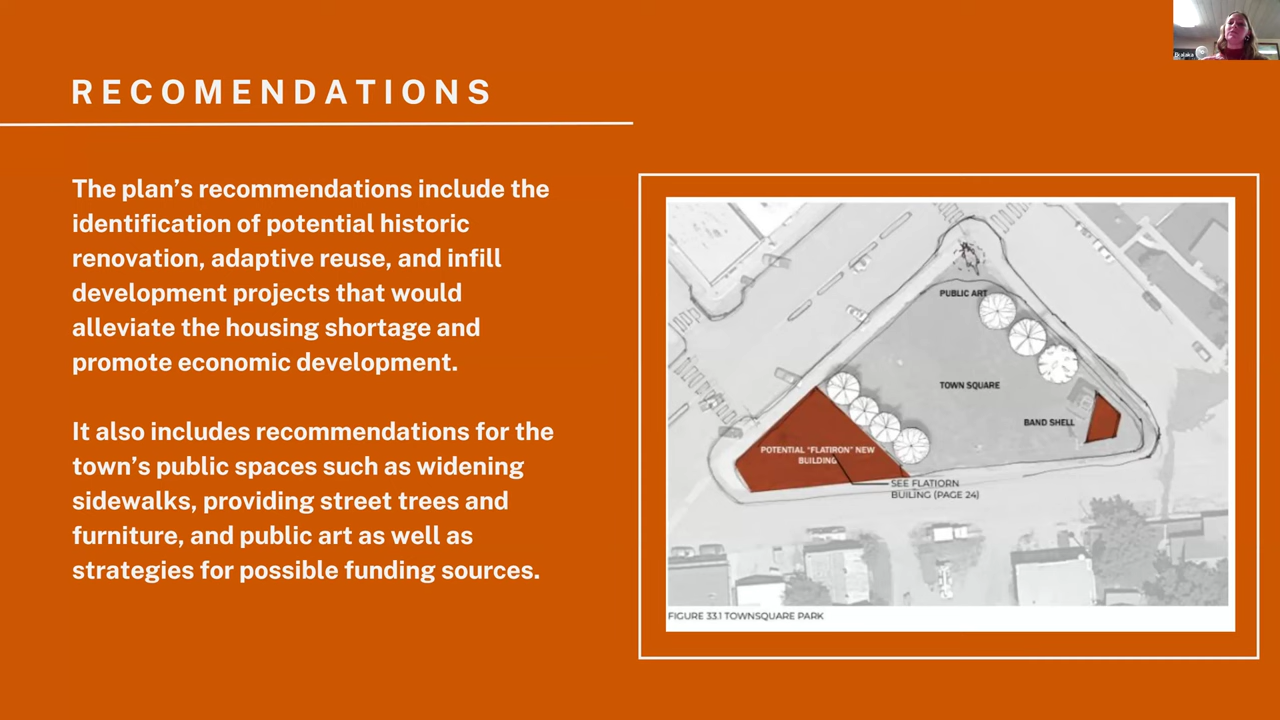 RECOMENDATIONS
The plan's recommendations include the
identification of potential historic
renovation, adaptive reuse, and infill
development projects that would
alleviate the housing shortage and
promote economic development.
It also includes recommendations for the
town's public spaces such as widening
sidewalks, providing street trees and
furniture, and public art as well as
strategies for possible funding sources.
PUBLIC ART
TOWN SQUARE
BAND SHELL
POTENTIAL "FLATIRON" NEW
BUILDING
SEE FLATIORN
BUILING (PAGE 24)
FIGURE 33.1 TOWNSQUARE PARK